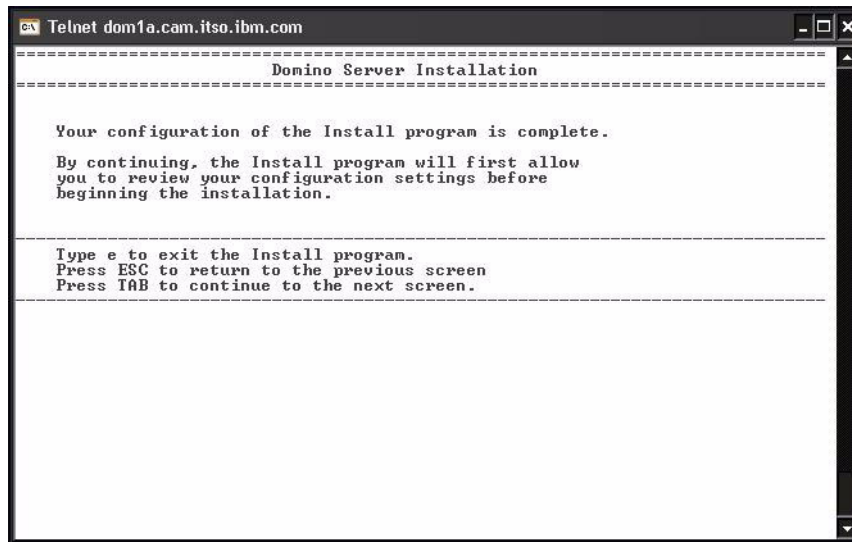 Telnet dom1a.cam.itso.ibm.com
Domino Server Installation
Your configuration of the Install program is complete.
By continuing, the Install program will first allow
you to review your configuration settings before
beginning the installation.
Type e to exit the Install program.
Press ESC to return to the previous screen
Press TAB to continue to the next screen.